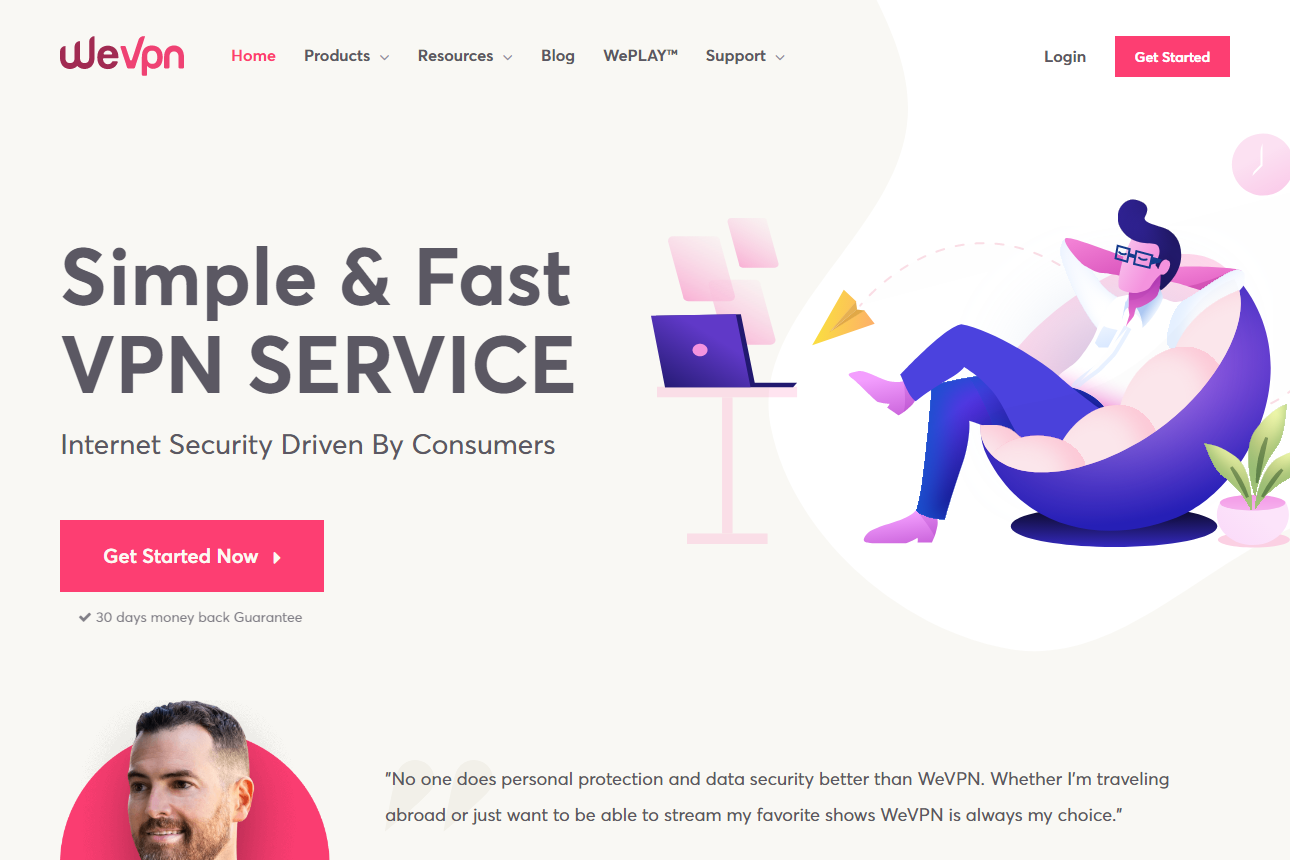 WeVpn
Home Products Resources Blog WePLAY™ Support Login Get Started
Simple & Fast
VPN SERVICE
Internet Security Driven By Consumers
Get Started Now
30 days money back Guarantee
"No one does personal protection and data security better than WeVPN. Whether I'm traveling
abroad or just want to be able to stream my favorite shows WeVPN is always my choice."